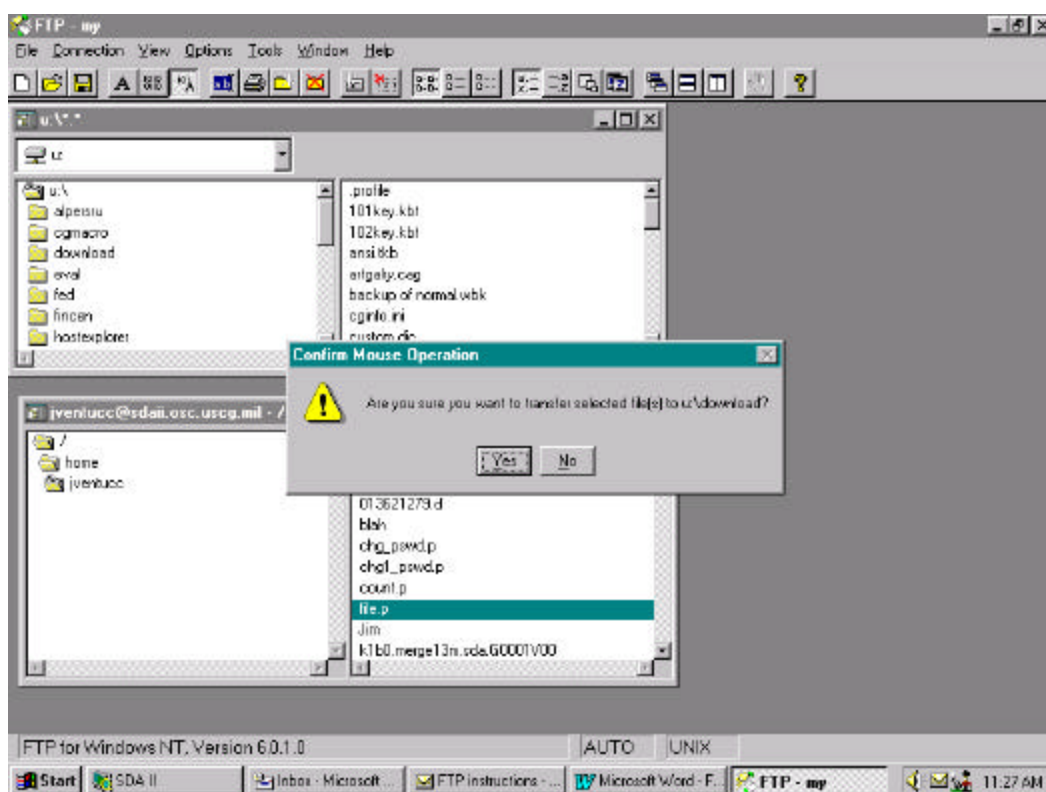 FTP - my
File Connection View Options Tools Window Help
u:\*.*
u:
u:\
alpersru
cgmacro
download
eval
fed
fincen
hostexplorer
.profile
101key.kbt
102key.kbt
ansi.tkb
backup of normal.wbk
cginfo.ini
custom.dic
Confirm Mouse Operation
Are you sure you want to transfer selected file(s) to u:\download?
Yes No
jventucc@sdaii.osc.uscg.mil - /
/
home
jventucc
013621279.d
blah
chg_pswd.p
chg1_pswd.p
count.p
file.p
Jim
k1b0.merge13n.sda.G0001V00
FTP for Windows NT, Version 6.0.1.0 AUTO UNIX
Start SDA II Inbox - Microsoft ... FTP instructions - ... Microsoft Word - F... FTP - my 11:27 AM